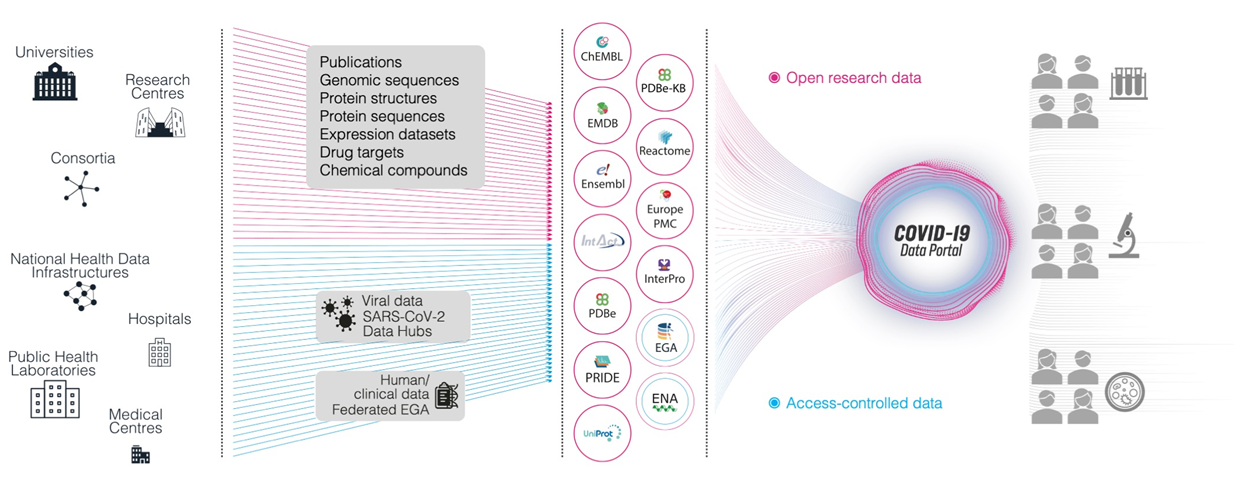 Universities
Research
Centres
Consortia
National Health Data
Infrastructures
Hospitals
Public Health
Laboratories
Medical
Centres
Publications
Genomic sequences
Protein structures
Protein sequences
Expression datasets
Drug targets
Chemical compounds
Viral data
SARS-CoV-2
Data Hubs
Human/
clinical data
Federated EGA
ChEMBL
PDBe-KB
EMDB
Reactome
e!
Ensembl
Europe
PMC
IntAct
InterPro
PDBe
EGA
PRIDE
ENA
UniProt
Open research data
COVID-19
Data Portal
Access-controlled data